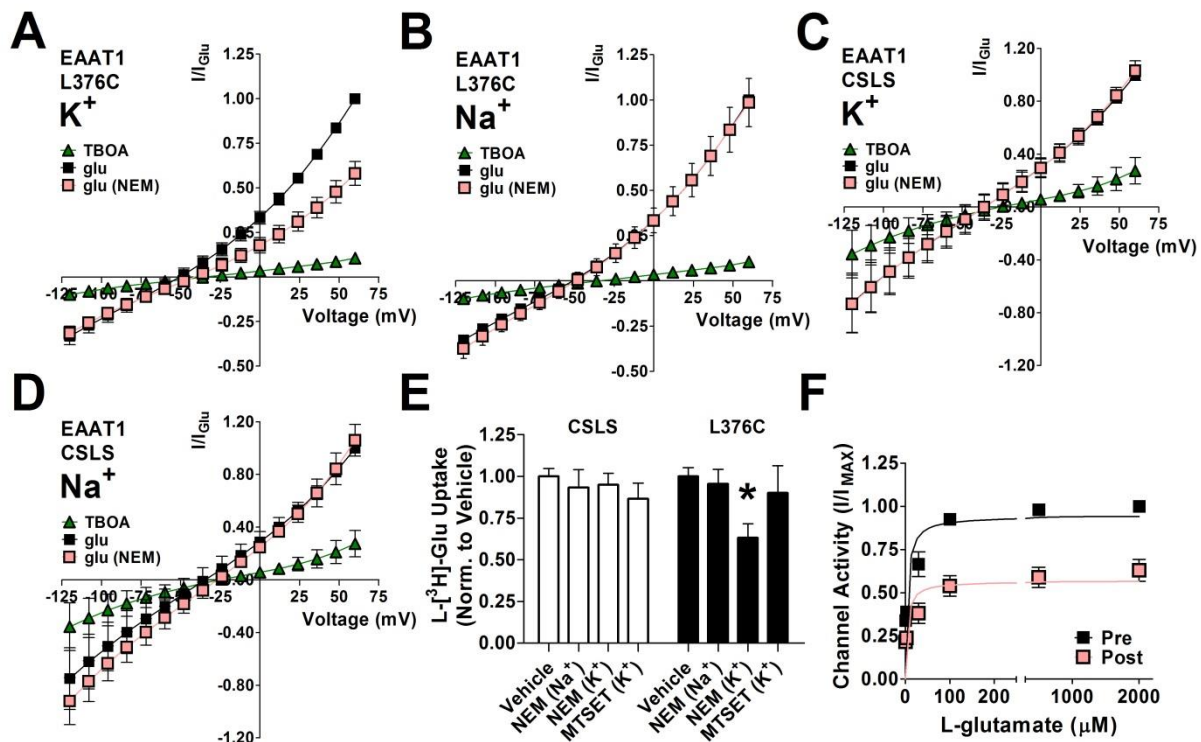 A
EAAT1
L376C
K+
TBOA
glu
glu (NEM)
I/IGlu
1.00
0.75
0.50
0.25
-125 -100 -75 -50 -25
25 50 75
Voltage (mV)
-0.25
-0.50
B
EAAT1
L376C
Na+
TBOA
glu
glu (NEM)
I/IGlu
1.00
0.75
0.50
0.25
-125 -100 -75 -50 -25
25 50 75
Voltage (mV)
-0.25
-0.50
C
EAAT1
CSLS
K+
TBOA
glu
glu (NEM)
I/IGlu
1.20
0.80
0.40
-125 -100 -75 -50 -25
25 50 75
Voltage (mV)
-0.40
-0.80
-1.20
D
EAAT1
CSLS
Na+
TBOA
glu
glu (NEM)
I/IGlu
1.20
0.80
0.40
-125 -100 -75 -50 -25
25 50 75
Voltage (mV)
-0.40
-0.80
-1.20
E
CSLS L376C
L-[³H]-Glu Uptake
(Norm. to Vehicle)
1.25
1.00
0.75
0.50
0.25
0.00
*
Vehicle
NEM (Na+)
NEM (K+)
MTSET (K+)
Vehicle
NEM (Na+)
NEM (K+)
MTSET (K+)
F
Channel Activity (I/IMAX)
1.25
1.00
0.75
0.50
0.25
0.00
Pre
Post
0 100 200 1000 2000
L-glutamate (µM)